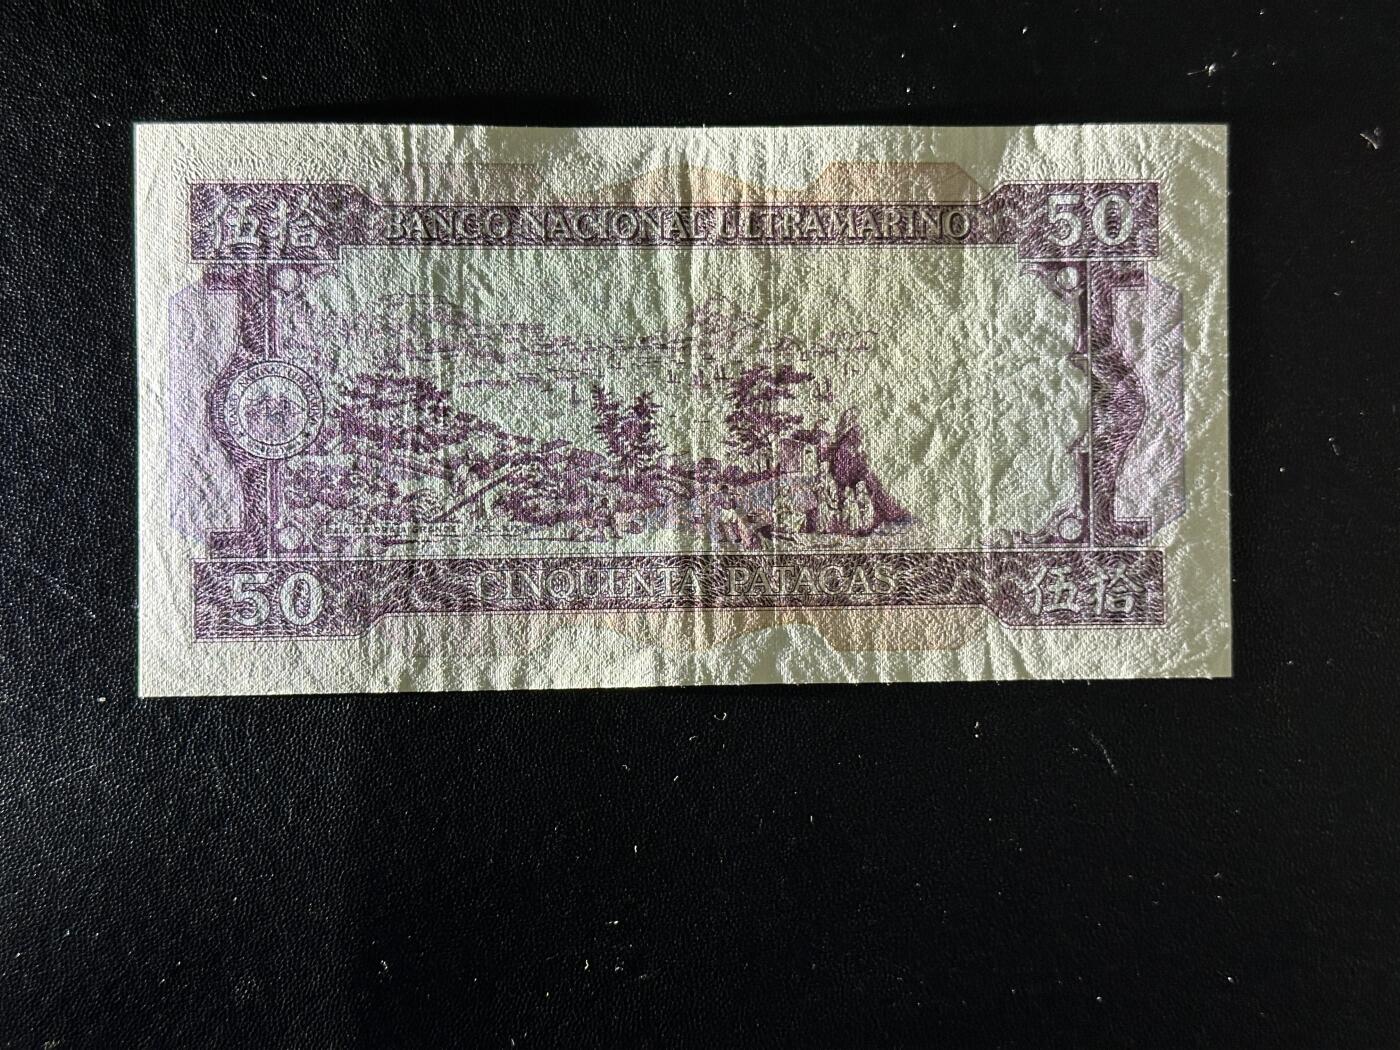 伍拾
BANCO NACIONAL ULTRAMARINO
50
50
CINQUENTA PATACAS
伍拾